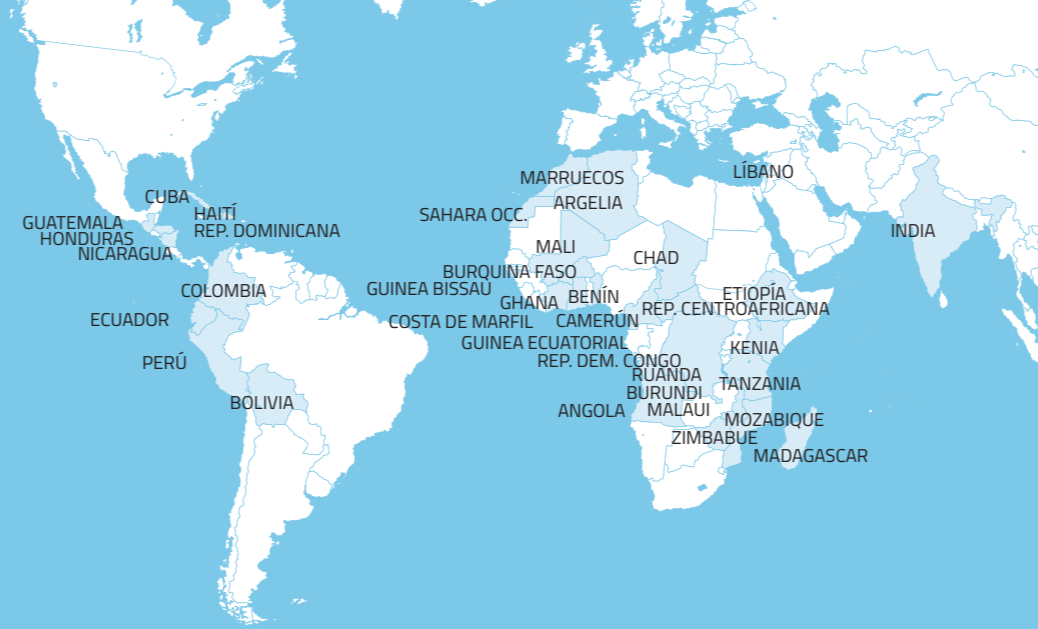 CUBA
HAITÍ
REP. DOMINICANA
GUATEMALA
HONDURAS
NICARAGUA
COLOMBIA
ECUADOR
PERÚ
BOLIVIA
MARRUECOS
ARGELIA
SAHARA OCC.
MALI
CHAD
BURQUINA FASO
GUINEA BISSAU
GHANA
BENÍN
ETIOPÍA
REP. CENTROAFRICANA
COSTA DE MARFIL
CAMERÚN
GUINEA ECUATORIAL
KENIA
REP. DEM. CONGO
RUANDA
TANZANIA
BURUNDI
ANGOLA
MALAUI
MOZABIQUE
ZIMBABUE
MADAGASCAR
LÍBANO
INDIA